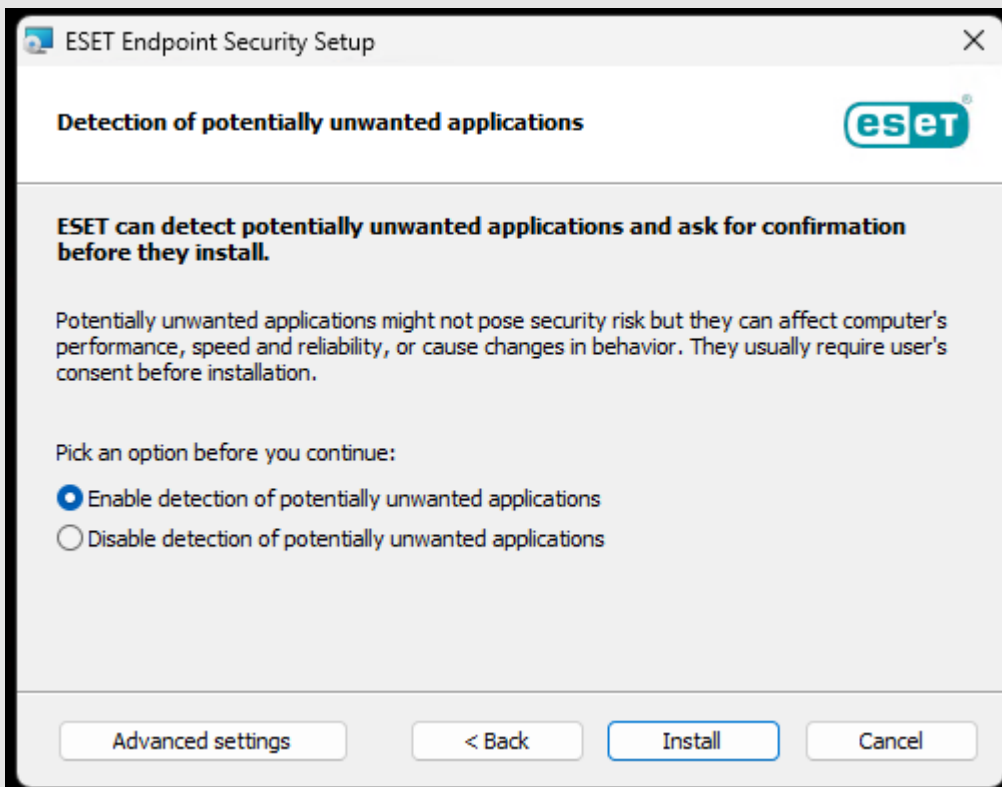 ESET Endpoint Security Setup
Detection of potentially unwanted applications
eset®
ESET can detect potentially unwanted applications and ask for confirmation
before they install.
Potentially unwanted applications might not pose security risk but they can affect computer's
performance, speed and reliability, or cause changes in behavior. They usually require user's
consent before installation.
Pick an option before you continue:
Enable detection of potentially unwanted applications
Disable detection of potentially unwanted applications
Advanced settings
< Back
Install
Cancel